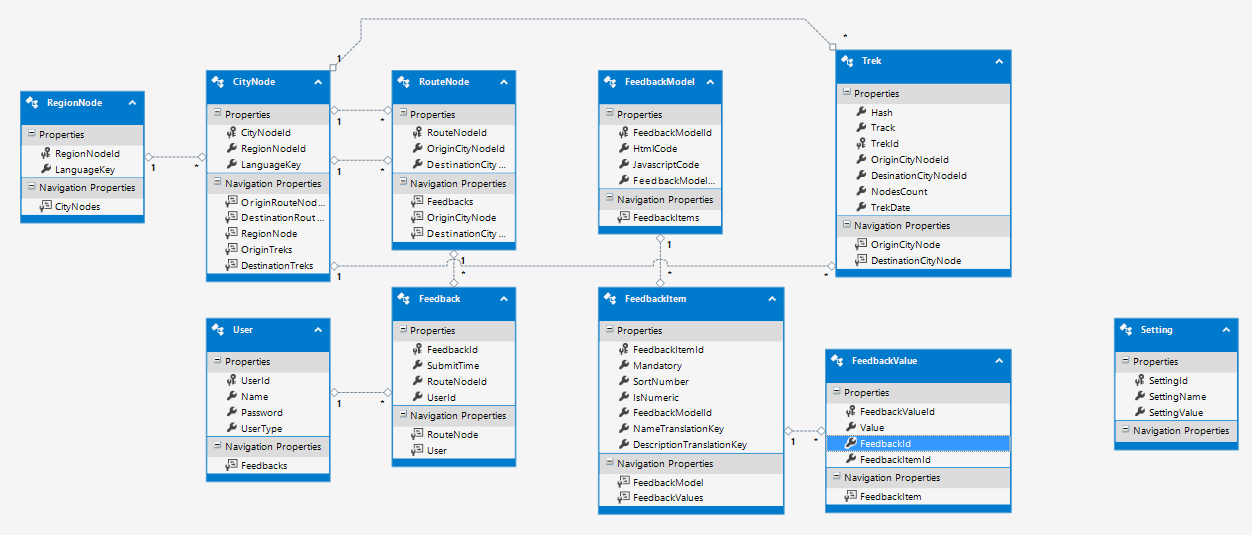 RegionNode
Properties
RegionNodeId
LanguageKey
Navigation Properties
CityNodes
1
*
CityNode
Properties
CityNodeId
RegionNodeId
LanguageKey
Navigation Properties
OriginRouteNod...
DestinationRout...
RegionNode
OriginTreks
DestinationTreks
1
*
1
*
1
*
1
*
RouteNode
Properties
RouteNodeId
OriginCityNodeId
DestinationCity...
Navigation Properties
Feedbacks
OriginCityNode
DestinationCity...
1
*
FeedbackModel
Properties
FeedbackModelId
HtmlCode
JavascriptCode
FeedbackModel...
Navigation Properties
FeedbackItems
1
*
Trek
Properties
Hash
Track
TrekId
OriginCityNodeId
DesinationCityNodeId
NodesCount
TrekDate
Navigation Properties
OriginCityNode
DestinationCityNode
User
Properties
UserId
Name
Password
UserType
Navigation Properties
Feedbacks
1
*
Feedback
Properties
FeedbackId
SubmitTime
RouteNodeId
UserId
Navigation Properties
RouteNode
User
FeedbackItem
Properties
FeedbackItemId
Mandatory
SortNumber
IsNumeric
FeedbackModelId
NameTranslationKey
DescriptionTranslationKey
Navigation Properties
FeedbackModel
FeedbackValues
1
*
FeedbackValue
Properties
FeedbackValueId
Value
FeedbackId
FeedbackItemId
Navigation Properties
FeedbackItem
Setting
Properties
SettingId
SettingName
SettingValue
Navigation Properties